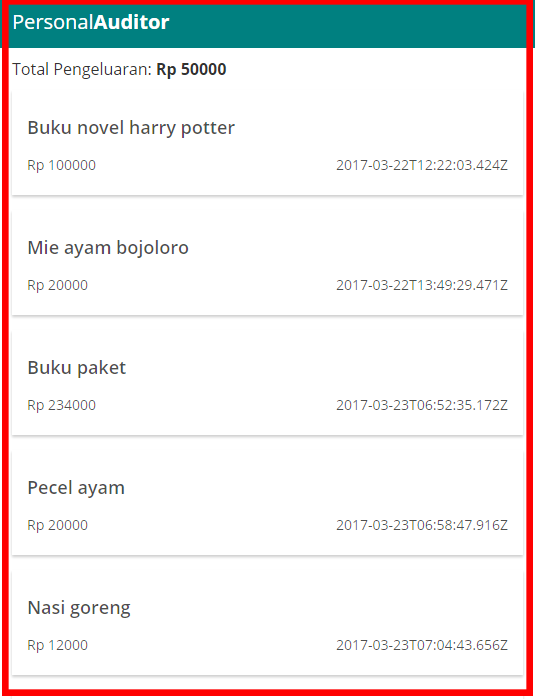 PersonalAuditor
Total Pengeluaran: Rp 50000
Buku novel harry potter
Rp 100000 2017-03-22T12:22:03.424Z
Mie ayam bojoloro
Rp 20000 2017-03-22T13:49:29.471Z
Buku paket
Rp 234000 2017-03-23T06:52:35.172Z
Pecel ayam
Rp 20000 2017-03-23T06:58:47.916Z
Nasi goreng
Rp 12000 2017-03-23T07:04:43.656Z